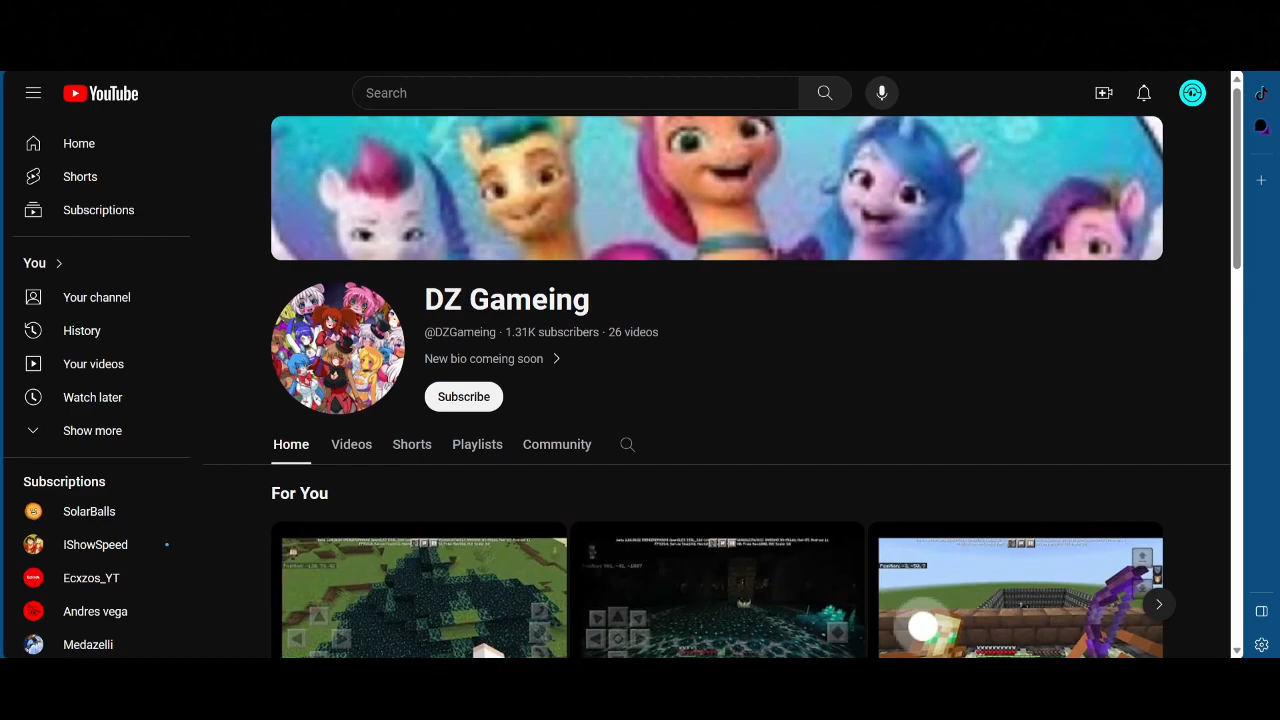 YouTube
Search
Home
Shorts
Subscriptions
You
Your channel
History
Your videos
Watch later
Show more
Subscriptions
SolarBalls
IShowSpeed
Ecxzos_YT
Andres vega
Medazelli
DZ Gameing
@DZGameing · 1.31K subscribers · 26 videos
New bio comeing soon
Subscribe
Home Videos Shorts Playlists Community
For You